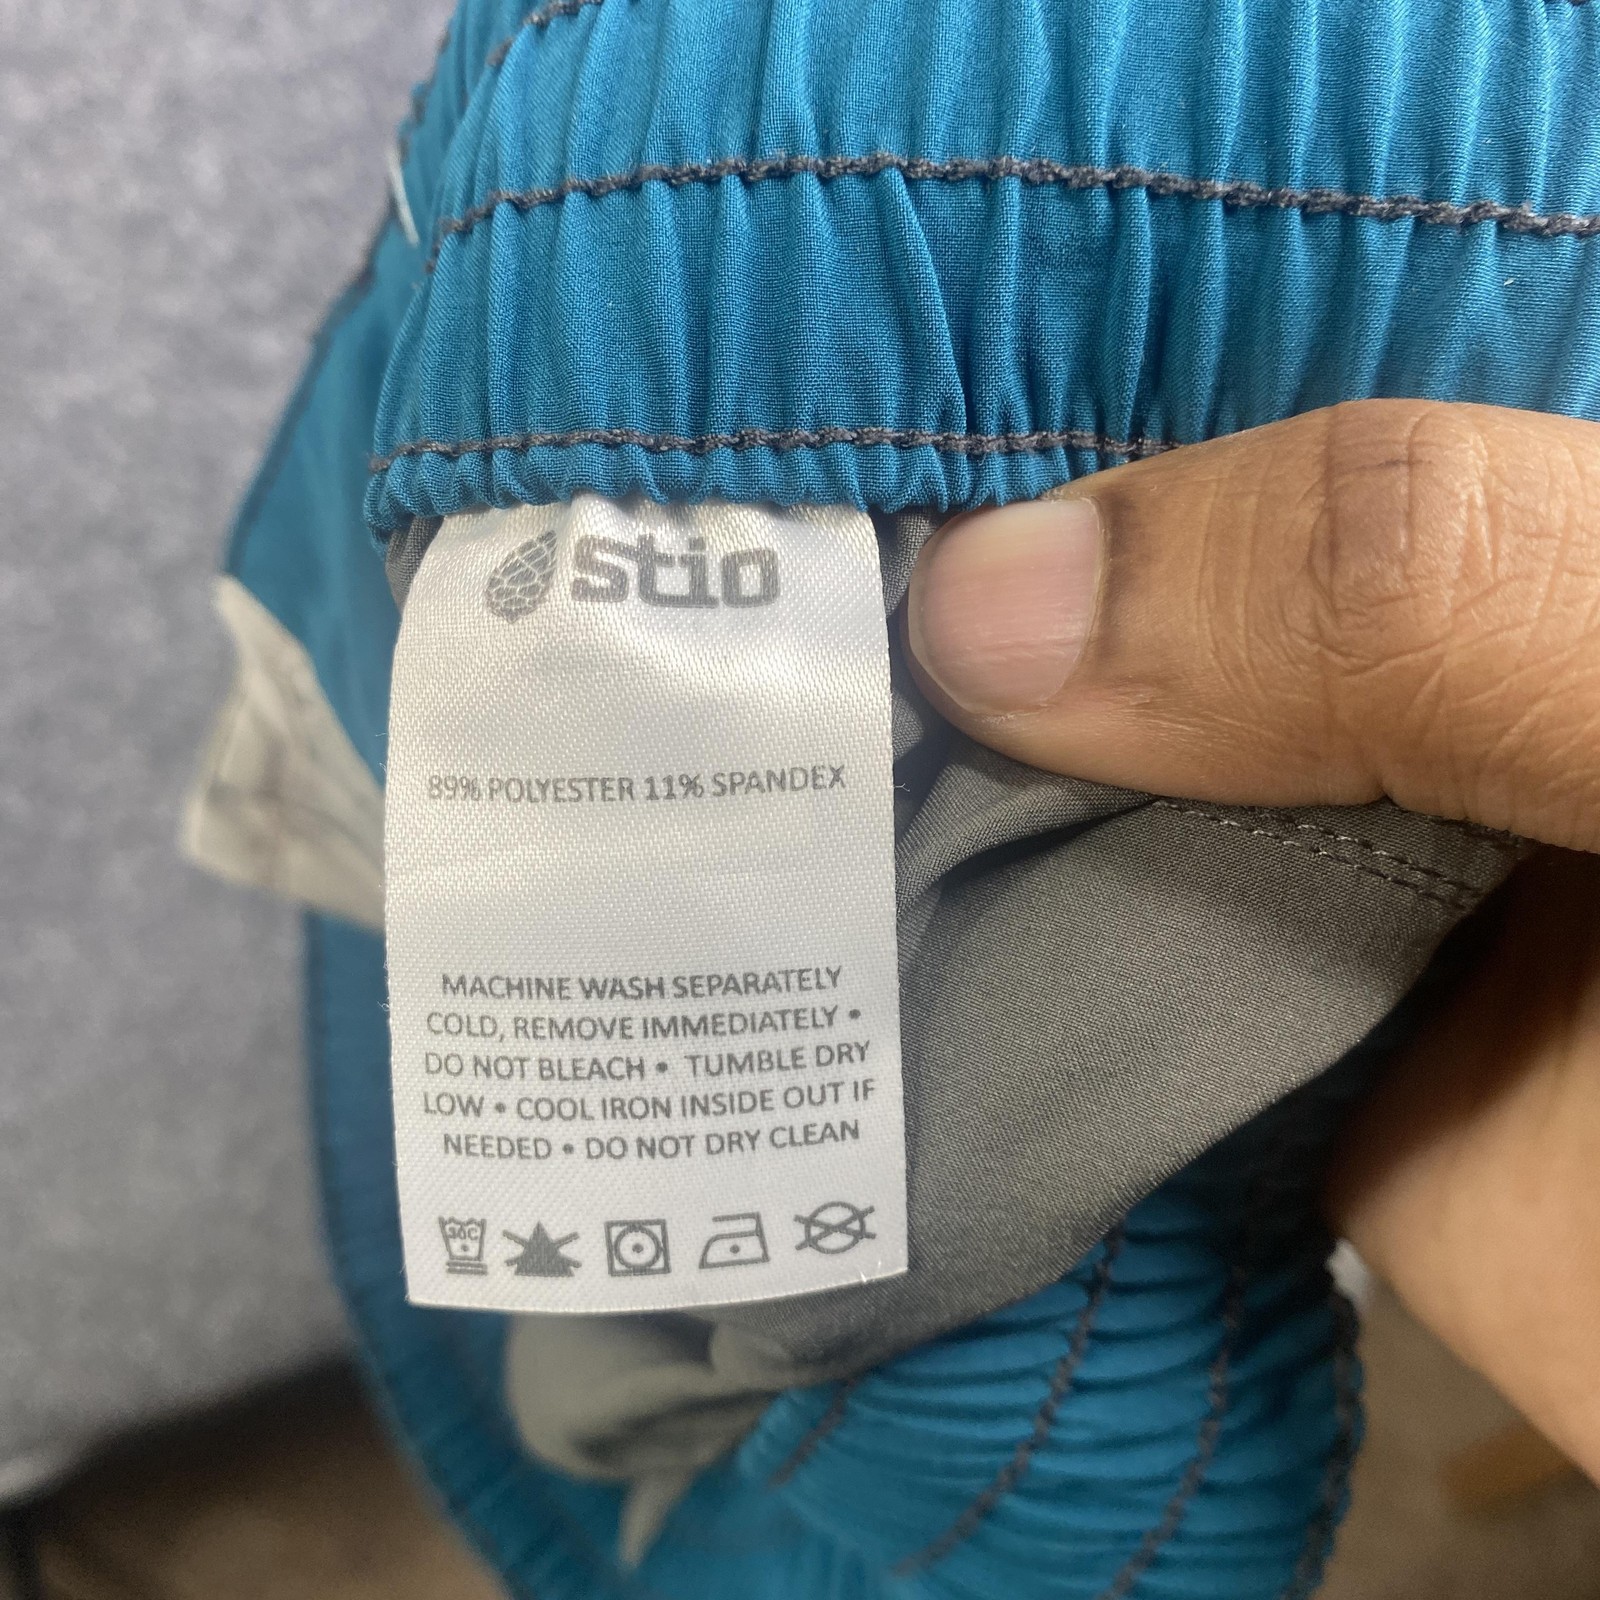 stio
89% POLYESTER 11% SPANDEX
MACHINE WASH SEPARATELY
COLD, REMOVE IMMEDIATELY •
DO NOT BLEACH • TUMBLE DRY
LOW • COOL IRON INSIDE OUT IF
NEEDED • DO NOT DRY CLEAN
30C